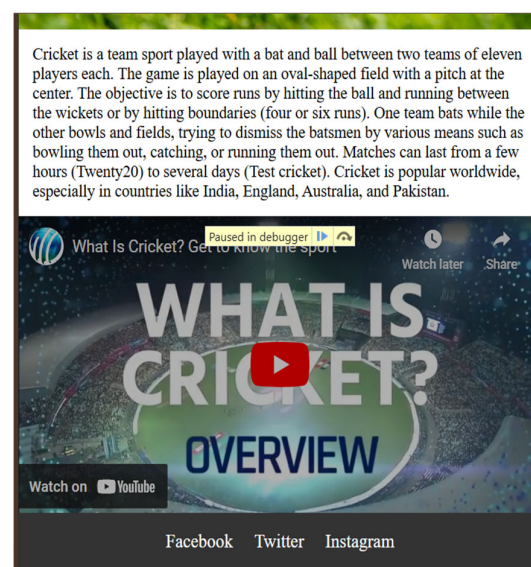 Cricket is a team sport played with a bat and ball between two teams of eleven
players each. The game is played on an oval-shaped field with a pitch at the
center. The objective is to score runs by hitting the ball and running between
the wickets or by hitting boundaries (four or six runs). One team bats while the
other bowls and fields, trying to dismiss the batsmen by various means such as
bowling them out, catching, or running them out. Matches can last from a few
hours (Twenty20) to several days (Test cricket). Cricket is popular worldwide,
especially in countries like India, England, Australia, and Pakistan.
Paused in debugger
What Is Cricket? Get to know the sport
Watch later
Share
WHAT IS
CRICKET?
OVERVIEW
Watch on YouTube
Facebook Twitter Instagram